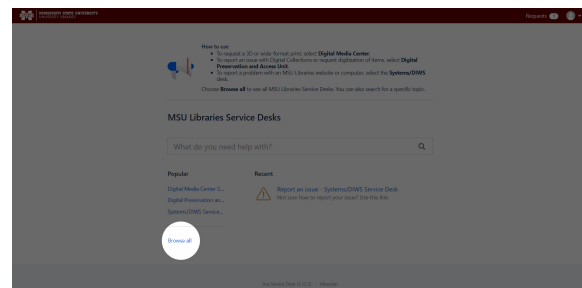 MISSISSIPPI STATE UNIVERSITY
UNIVERSITY LIBRARIES
Requests
How to use
• To request a 3D or wide-format print, select Digital Media Center.
• To report an issue with Digital Collections or request digitization of items, select Digital
Preservation and Access Unit.
• To report a problem with an MSU Libraries website or computer, select the Systems/DIWS
desk.
Choose Browse all to see all MSU Libraries Service Desks. You can also search for a specific topic.
MSU Libraries Service Desks
What do you need help with?
Popular
Recent
Digital Media Center S...
Report an issue - Systems/DIWS Service Desk
Not sure how to report your issue? Use this link.
Digital Preservation an...
Systems/DIWS Service...
Browse all